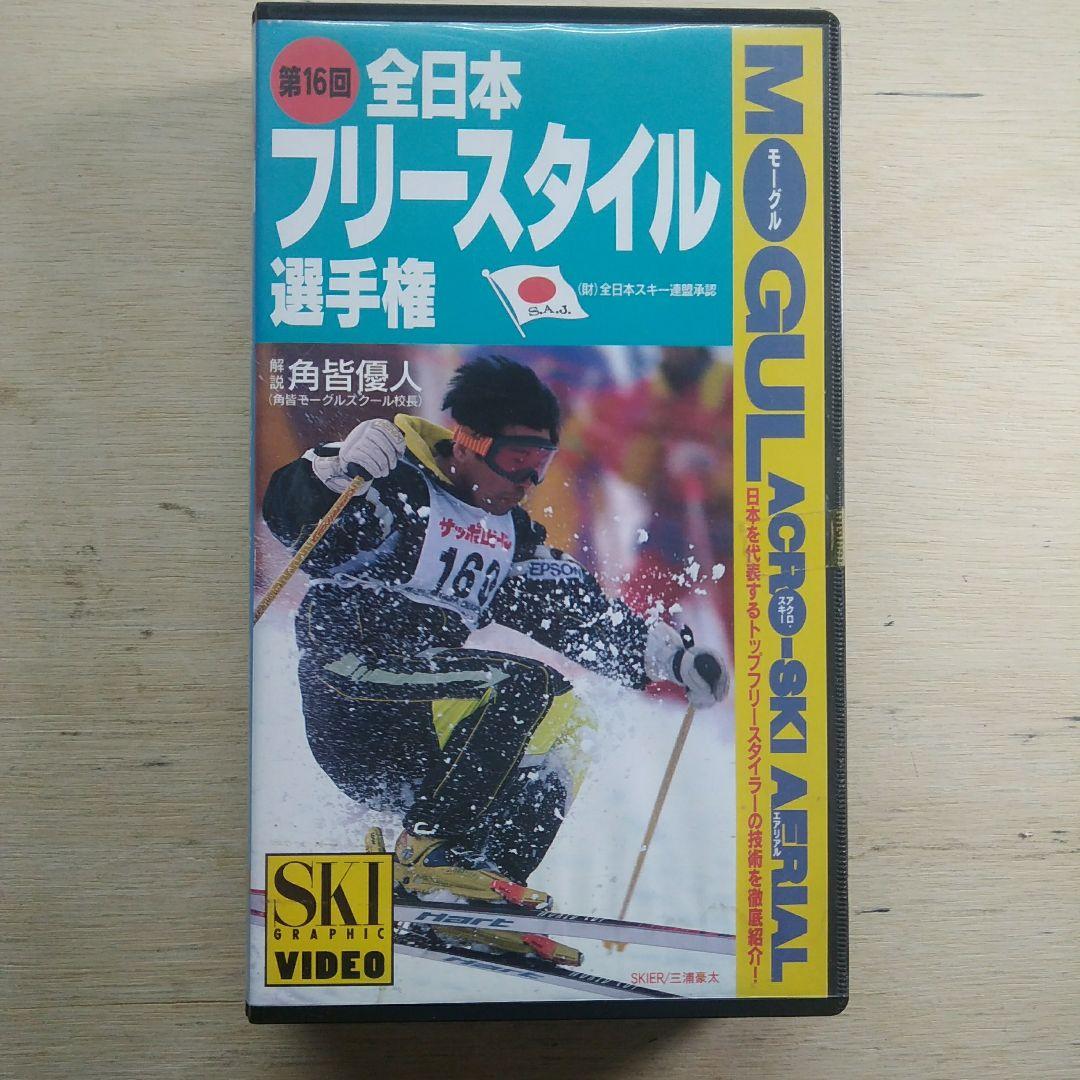 第16回
全日本
フリースタイル
選手権
S.A.J.
(財)全日本スキー連盟承認
解説 角皆優人
(角皆モーグルスクール校長)
サッポロビール
163
EPSON
Hart
SKI
GRAPHIC
VIDEO
SKIER/三浦豪太
MOGUL
モーグル
ACRO-SKI
アクロ・スキー
AERIAL
エアリアル
日本を代表するトップフリースタイラーの技術を徹底紹介!